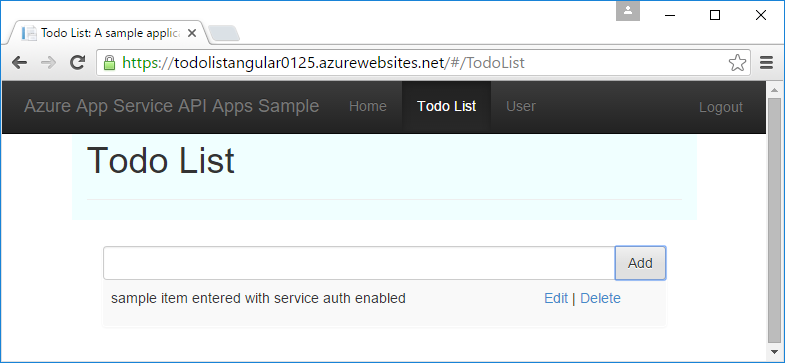 Todo List: A sample applic
https://todolistangular0125.azurewebsites.net/#/TodoList
Azure App Service API Apps Sample Home Todo List User Logout
Todo List
Add
sample item entered with service auth enabled Edit | Delete